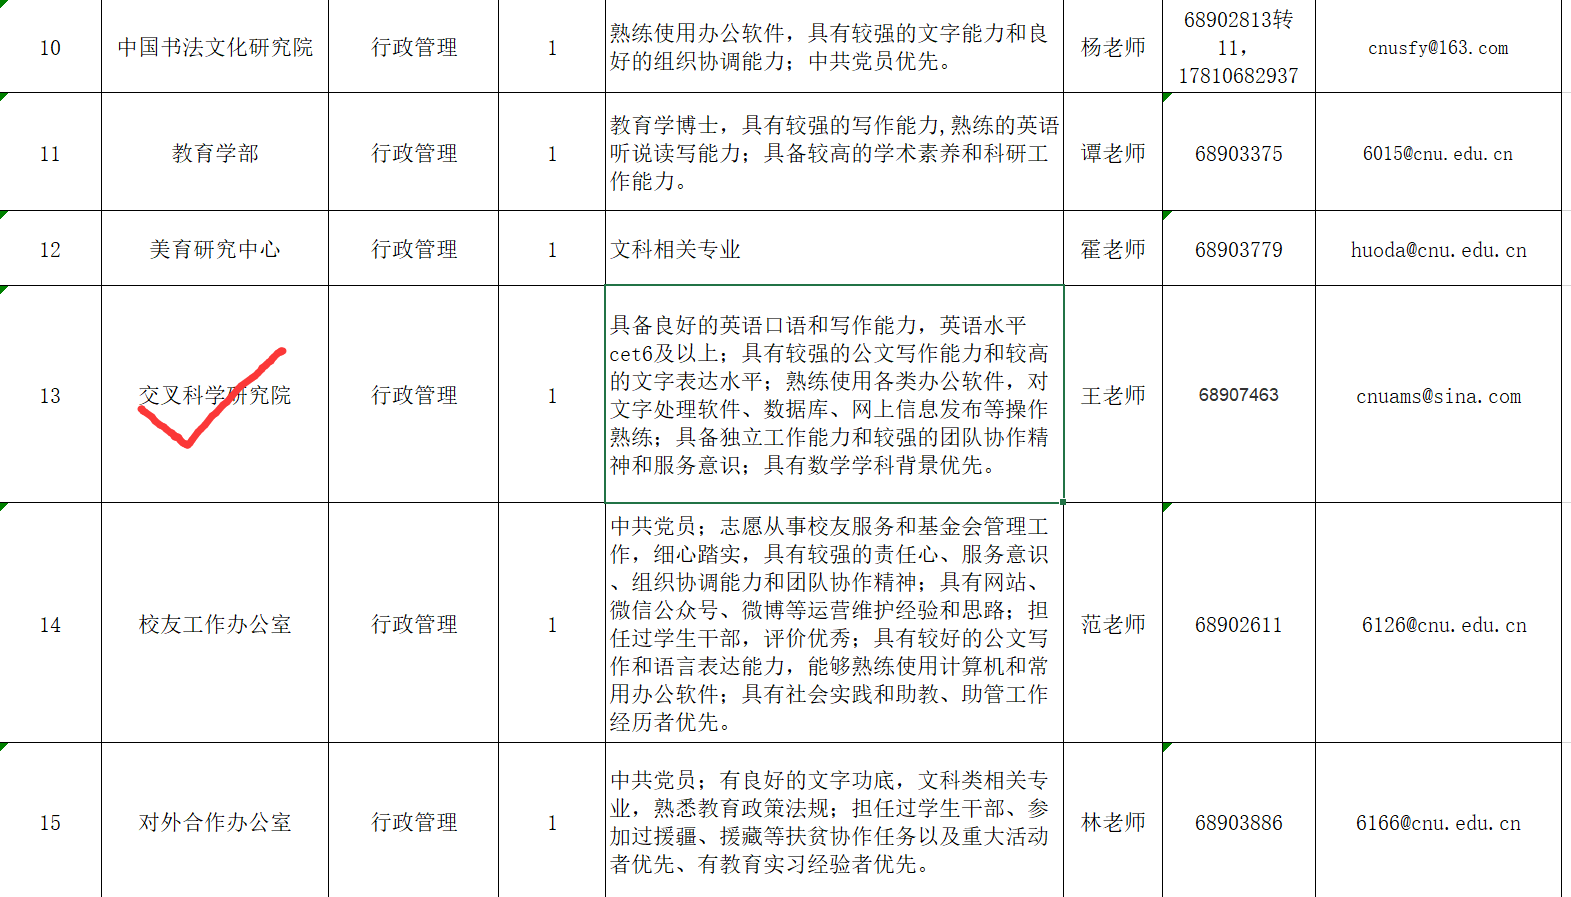 10 中国书法文化研究院 行政管理 1 熟练使用办公软件，具有较强的文字能力和良
好的组织协调能力；中共党员优先。 杨老师 68902813转
11，
17810682937 cnusfy@163.com
11 教育学部 行政管理 1 教育学博士，具有较强的写作能力,熟练的英语
听说读写能力；具备较高的学术素养和科研工
作能力。 谭老师 68903375 6015@cnu.edu.cn
12 美育研究中心 行政管理 1 文科相关专业 霍老师 68903779 huoda@cnu.edu.cn
13 交叉科学研究院 行政管理 1 具备良好的英语口语和写作能力，英语水平
cet6及以上；具有较强的公文写作能力和较高
的文字表达水平；熟练使用各类办公软件，对
文字处理软件、数据库、网上信息发布等操作
熟练；具备独立工作能力和较强的团队协作精
神和服务意识；具有数学学科背景优先。 王老师 68907463 cnuams@sina.com
14 校友工作办公室 行政管理 1 中共党员；志愿从事校友服务和基金会管理工
作，细心踏实，具有较强的责任心、服务意识
、组织协调能力和团队协作精神；具有网站、
微信公众号、微博等运营维护经验和思路；担
任过学生干部，评价优秀；具有较好的公文写
作和语言表达能力，能够熟练使用计算机和常
用办公软件；具有社会实践和助教、助管工作
经历者优先。 范老师 68902611 6126@cnu.edu.cn
15 对外合作办公室 行政管理 1 中共党员；有良好的文字功底，文科类相关专
业，熟悉教育政策法规；担任过学生干部、参
加过援疆、援藏等扶贫协作任务以及重大活动
者优先、有教育实习经验者优先。 林老师 68903886 6166@cnu.edu.cn